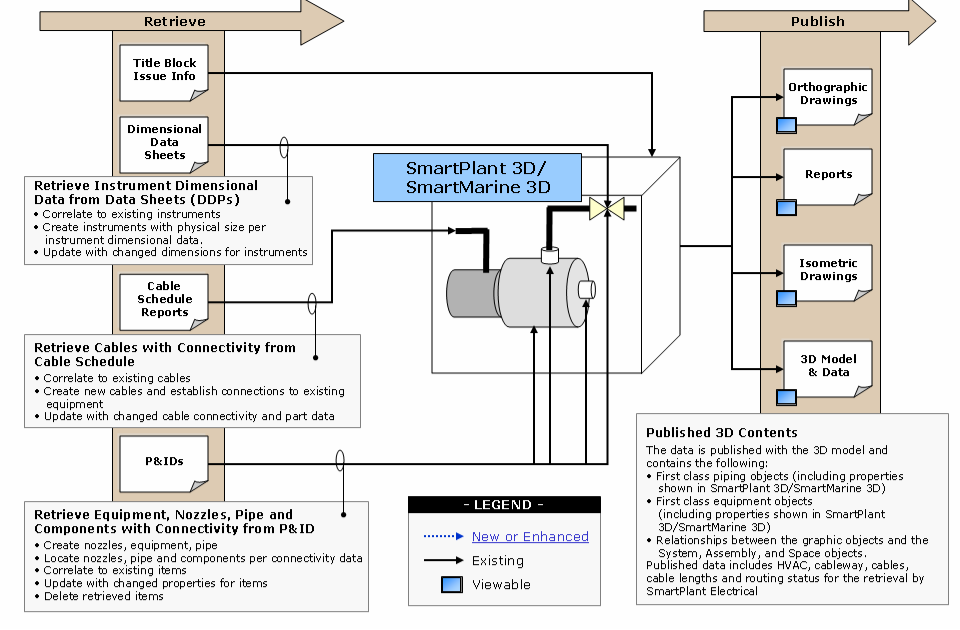 Retrieve
Publish
Title Block
Issue Info
Dimensional
Data
Sheets
Retrieve Instrument Dimensional
Data from Data Sheets (DDPs)
• Correlate to existing instruments
• Create instruments with physical size per
instrument dimensional data.
• Update with changed dimensions for instruments
Cable
Schedule
Reports
Retrieve Cables with Connectivity from
Cable Schedule
• Correlate to existing cables
• Create new cables and establish connections to existing
equipment
• Update with changed cable connectivity and part data
P&IDs
Retrieve Equipment, Nozzles, Pipe and
Components with Connectivity from P&ID
• Create nozzles, equipment, pipe
• Locate nozzles, pipe and components per connectivity data
• Correlate to existing items
• Update with changed properties for items
• Delete retrieved items
SmartPlant 3D/
SmartMarine 3D
- LEGEND -
New or Enhanced
Existing
Viewable
Orthographic
Drawings
Reports
Isometric
Drawings
3D Model
& Data
Published 3D Contents
The data is published with the 3D model and
contains the following:
• First class piping objects (including properties
shown in SmartPlant 3D/SmartMarine 3D)
• First class equipment objects
(including properties shown in SmartPlant
3D/SmartMarine 3D)
• Relationships between the graphic objects and the
System, Assembly, and Space objects.
Published data includes HVAC, cableway, cables,
cable lengths and routing status for the retrieval by
SmartPlant Electrical